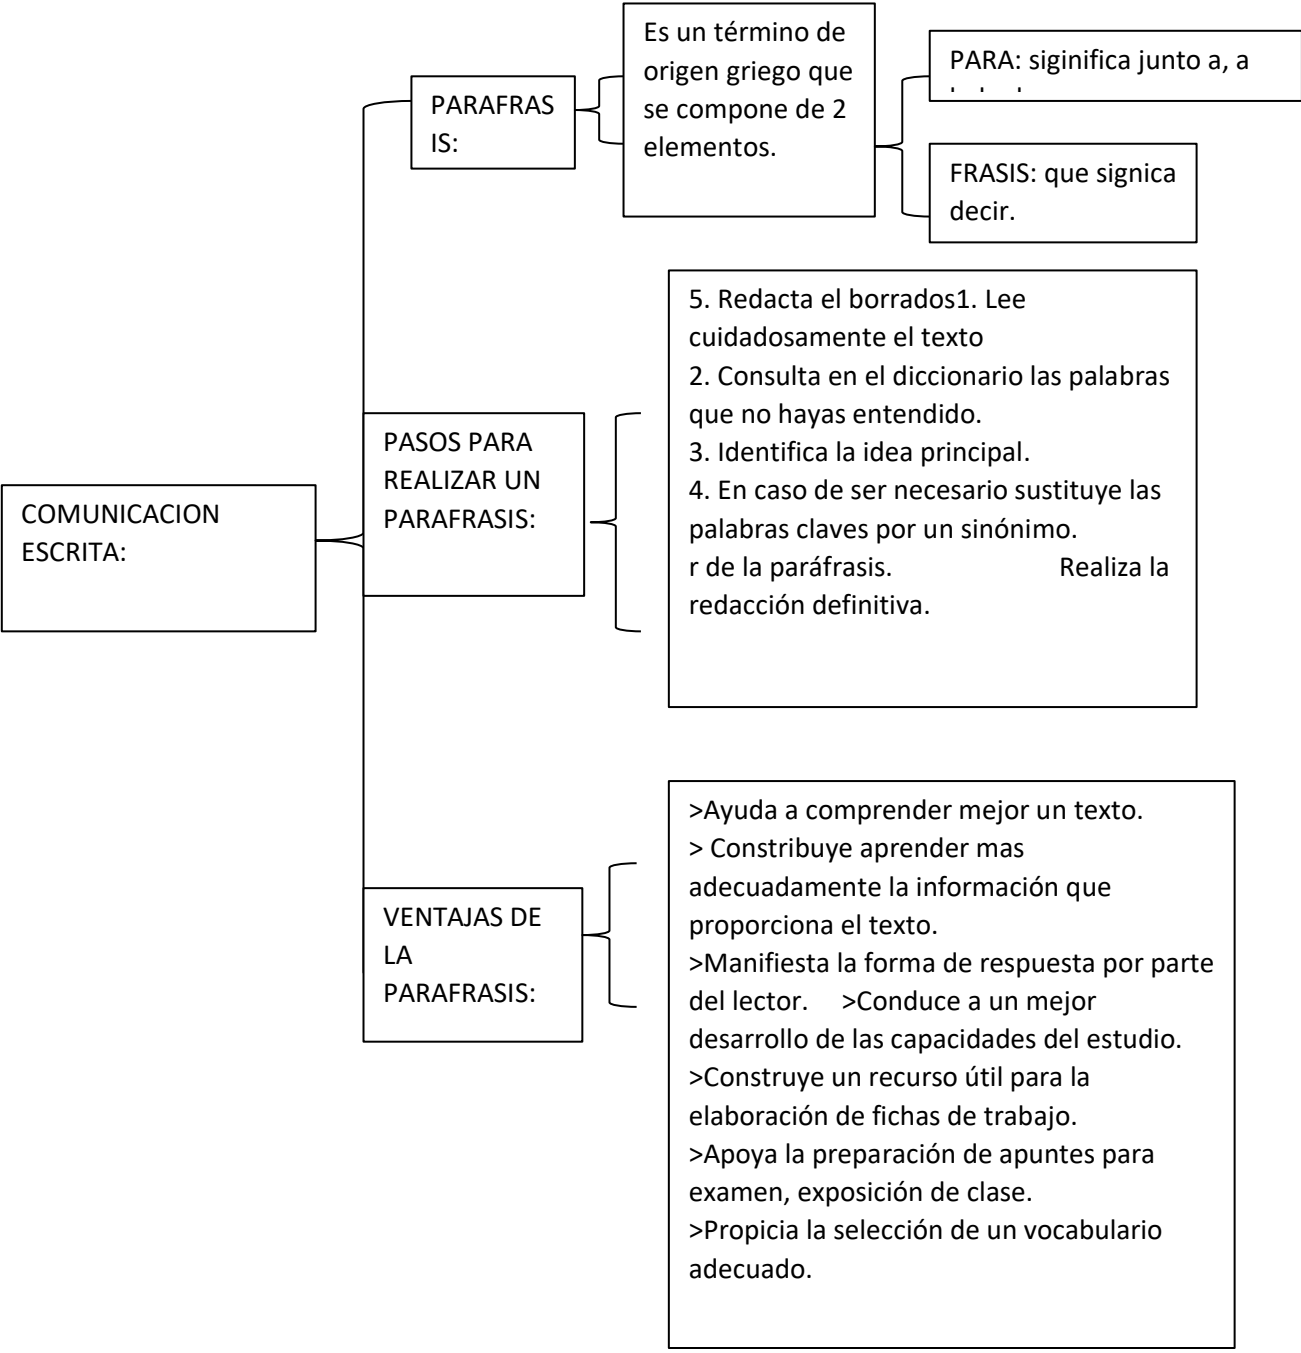 Es un término de
origen griego que
se compone de 2
elementos.
PARA: siginifica junto a, a
PARAFRAS
IS:
FRASIS: que signica
decir.
5. Redacta el borrados1. Lee
cuidadosamente el texto
2. Consulta en el diccionario las palabras
que no hayas entendido.
3. Identifica la idea principal.
4. En caso de ser necesario sustituye las
palabras claves por un sinónimo.
r de la paráfrasis. Realiza la
redacción definitiva.
PASOS PARA
REALIZAR UN
PARAFRASIS:
COMUNICACION
ESCRITA:
>Ayuda a comprender mejor un texto.
> Constribuye aprender mas
adecuadamente la información que
proporciona el texto.
>Manifiesta la forma de respuesta por parte
del lector. >Conduce a un mejor
desarrollo de las capacidades del estudio.
>Construye un recurso útil para la
elaboración de fichas de trabajo.
>Apoya la preparación de apuntes para
examen, exposición de clase.
>Propicia la selección de un vocabulario
adecuado.
VENTAJAS DE
LA
PARAFRASIS: